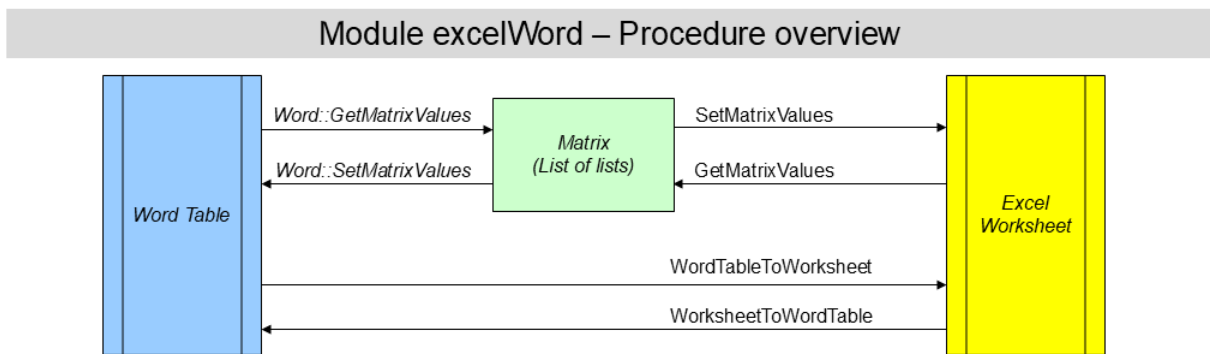 Module excelWord – Procedure overview
Word::GetMatrixValues
SetMatrixValues
Matrix
(List of lists)
Word::SetMatrixValues
GetMatrixValues
Word Table
Excel
Worksheet
WordTableToWorksheet
WorksheetToWordTable